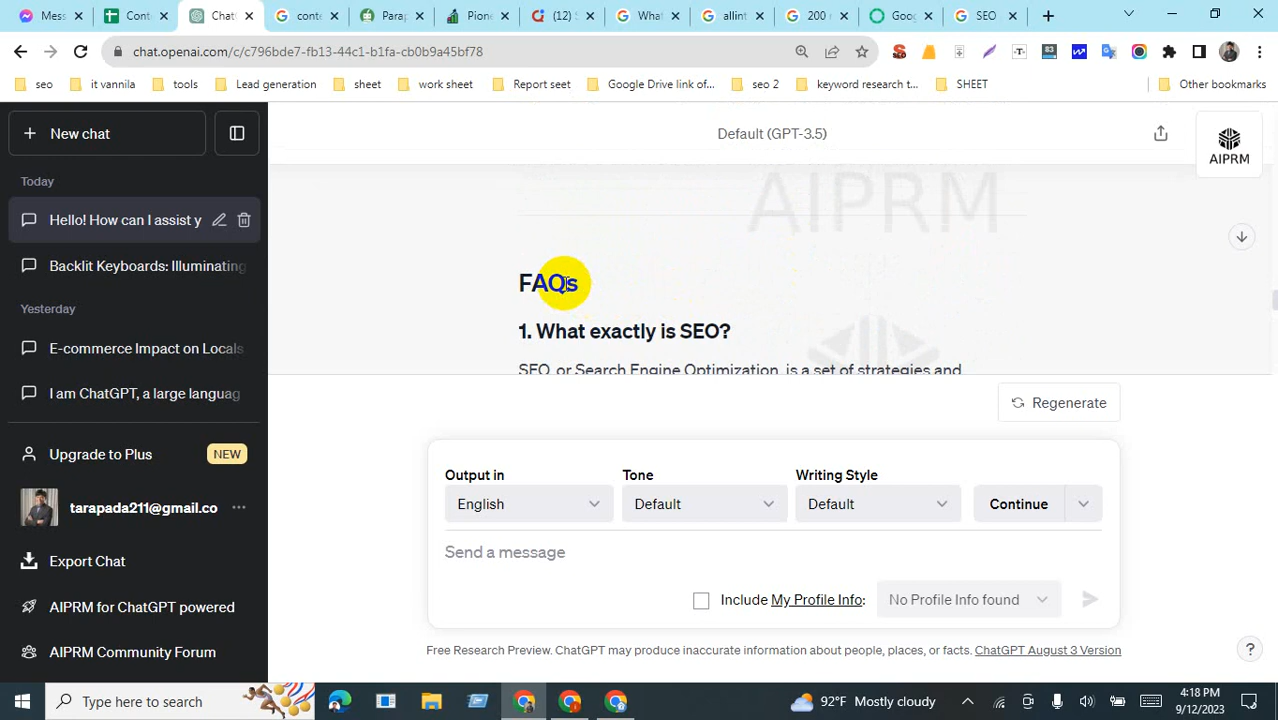 Mess
Cont
Chat
conte
Parap
Pione
(12) S
What
allint
200 r
Goog
SEO
chat.openai.com/c/c796bde7-fb13-44c1-b1fa-cb0b9a45bf78
83
seo
it vannila
tools
Lead generation
sheet
work sheet
Report seet
Google Drive link of...
seo 2
keyword research t...
SHEET
Other bookmarks
New chat
Default (GPT-3.5)
AIPRM
Today
Hello! How can I assist y
Backlit Keyboards: Illuminating
Yesterday
E-commerce Impact on Locals
I am ChatGPT, a large languag
Upgrade to Plus
NEW
tarapada211@gmail.co
Export Chat
AIPRM for ChatGPT powered
AIPRM Community Forum
AIPRM
FAQs
1. What exactly is SEO?
SEO, or Search Engine Optimization, is a set of strategies and
Regenerate
Output in
Tone
Writing Style
English
Default
Default
Continue
Send a message
Include My Profile Info:
No Profile Info found
Free Research Preview. ChatGPT may produce inaccurate information about people, places, or facts. ChatGPT August 3 Version
?
Type here to search
92°F Mostly cloudy
4:18 PM
9/12/2023